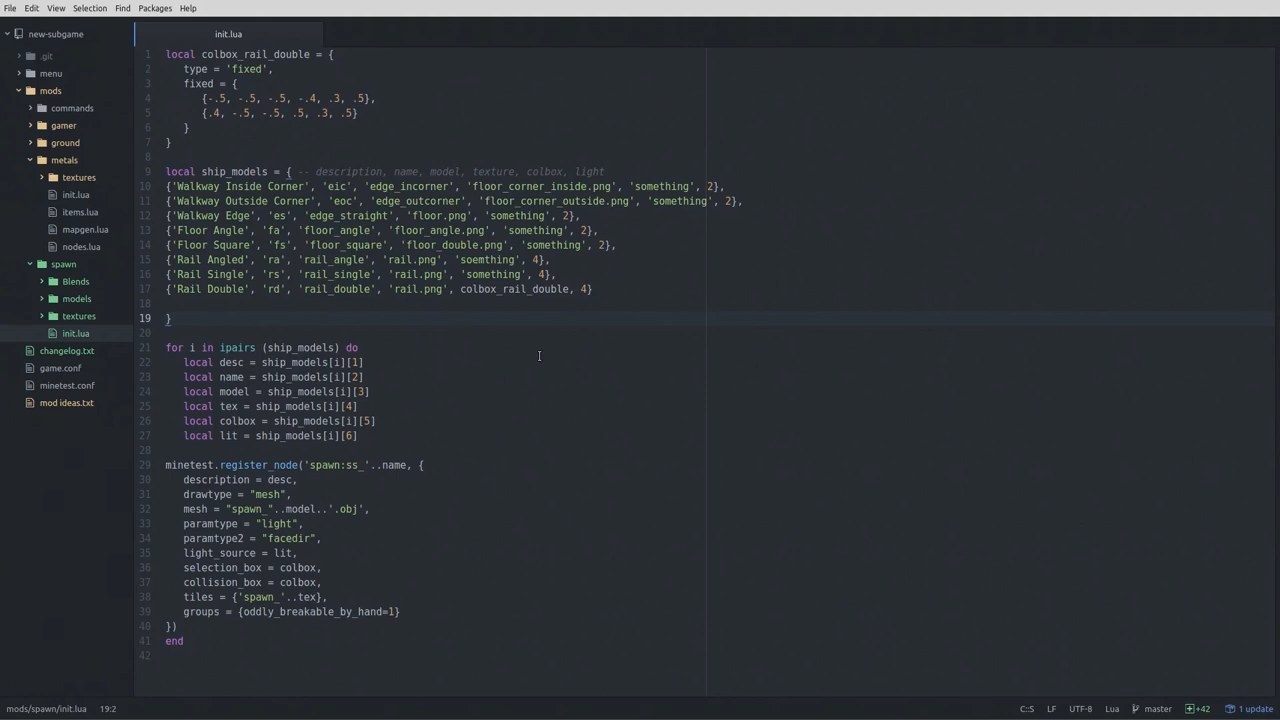 File Edit View Selection Find Packages Help
new-subgame
.git
menu
mods
commands
gamer
ground
metals
textures
init.lua
items.lua
mapgen.lua
nodes.lua
spawn
Blends
models
textures
init.lua
changelog.txt
game.conf
minetest.conf
mod ideas.txt
init.lua
1 local colbox_rail_double = {
2 type = 'fixed',
3 fixed = {
4 {-.5, -.5, -.5, -.4, .3, .5},
5 {.4, -.5, -.5, .5, .3, .5}
6 }
7 }
8
9 local ship_models = { -- description, name, model, texture, colbox, light
10 {'Walkway Inside Corner', 'eic', 'edge_incorner', 'floor_corner_inside.png', 'something', 2},
11 {'Walkway Outside Corner', 'eoc', 'edge_outcorner', 'floor_corner_outside.png', 'something', 2},
12 {'Walkway Edge', 'es', 'edge_straight', 'floor.png', 'something', 2},
13 {'Floor Angle', 'fa', 'floor_angle', 'floor_angle.png', 'something', 2},
14 {'Floor Square', 'fs', 'floor_square', 'floor_double.png', 'something', 2},
15 {'Rail Angled', 'ra', 'rail_angle', 'rail.png', 'soemthing', 4},
16 {'Rail Single', 'rs', 'rail_single', 'rail.png', 'something', 4},
17 {'Rail Double', 'rd', 'rail_double', 'rail.png', colbox_rail_double, 4}
18
19 }
20
21 for i in ipairs (ship_models) do
22 local desc = ship_models[i][1]
23 local name = ship_models[i][2]
24 local model = ship_models[i][3]
25 local tex = ship_models[i][4]
26 local colbox = ship_models[i][5]
27 local lit = ship_models[i][6]
28
29 minetest.register_node('spawn:ss_'..name, {
30 description = desc,
31 drawtype = "mesh",
32 mesh = "spawn_"..model..'.obj',
33 paramtype = "light",
34 paramtype2 = "facedir",
35 light_source = lit,
36 selection_box = colbox,
37 collision_box = colbox,
38 tiles = {'spawn_'..tex},
39 groups = {oddly_breakable_by_hand=1}
40 })
41 end
42
mods/spawn/init.lua 19:2 C::S LF UTF-8 Lua master +42 1 update